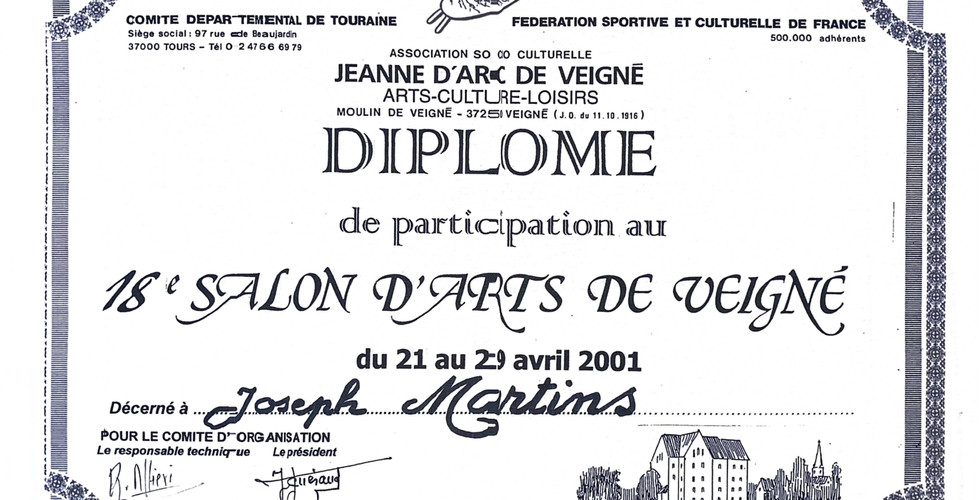 COMITE DEPARTEMENTAL DE TOURAINE
Siège social : 97 rue de Beaujardin
37000 TOURS - Tél 0 2 47 66 69 79
FEDERATION SPORTIVE ET CULTURELLE DE FRANCE
500.000 adhérents
ASSOCIATION SOCIO CULTURELLE
JEANNE D'ARC DE VEIGNÉ
ARTS-CULTURE-LOISIRS
MOULIN DE VEIGNÉ - 37250 VEIGNÉ (J.O. du 11.10.1916)
DIPLOME
de participation au
18e SALON D'ARTS DE VEIGNÉ
du 21 au 29 avril 2001
Décerné à Joseph Martins
POUR LE COMITE D'ORGANISATION
Le responsable technique Le président